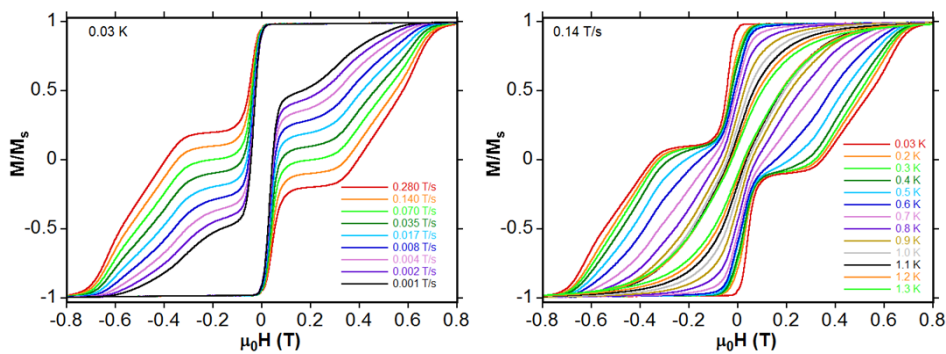 0.03 K
M/Ms
1
0.5
0
-0.5
-1
0.280 T/s
0.140 T/s
0.070 T/s
0.035 T/s
0.017 T/s
0.008 T/s
0.004 T/s
0.002 T/s
0.001 T/s
-0.8 -0.6 -0.4 -0.2 0 0.2 0.4 0.6 0.8
μ0H (T)
0.14 T/s
M/Ms
1
0.5
0
-0.5
-1
0.03 K
0.2 K
0.3 K
0.4 K
0.5 K
0.6 K
0.7 K
0.8 K
0.9 K
1.0 K
1.1 K
1.2 K
1.3 K
-0.8 -0.6 -0.4 -0.2 0 0.2 0.4 0.6 0.8
μ0H (T)